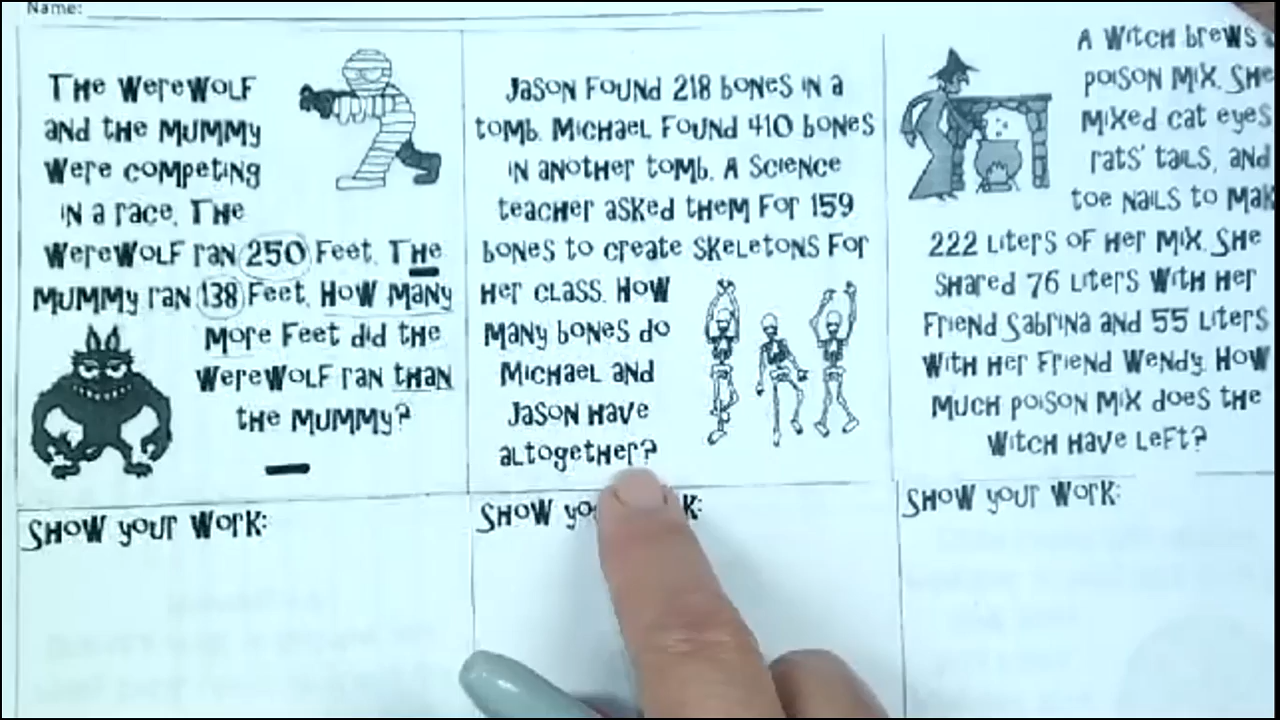 Name:
The Werewolf
and the Mummy
were competing
in a race. The
Werewolf ran 250 feet. The
Mummy ran 138 feet. How many
more feet did the
Werewolf ran than
the Mummy?
Show your work:
Jason found 218 bones in a
tomb. Michael found 410 bones
in another tomb. A science
teacher asked them for 159
bones to create skeletons for
her class. How
many bones do
Michael and
Jason have
altogether?
Show yo k:
A witch brews
poison mix. She
mixed cat eyes
rats' tails, and
toe nails to mak
222 liters of her mix. She
shared 76 liters with her
friend Sabrina and 55 liters
with her friend Wendy. How
much poison mix does the
witch have left?
Show your work: